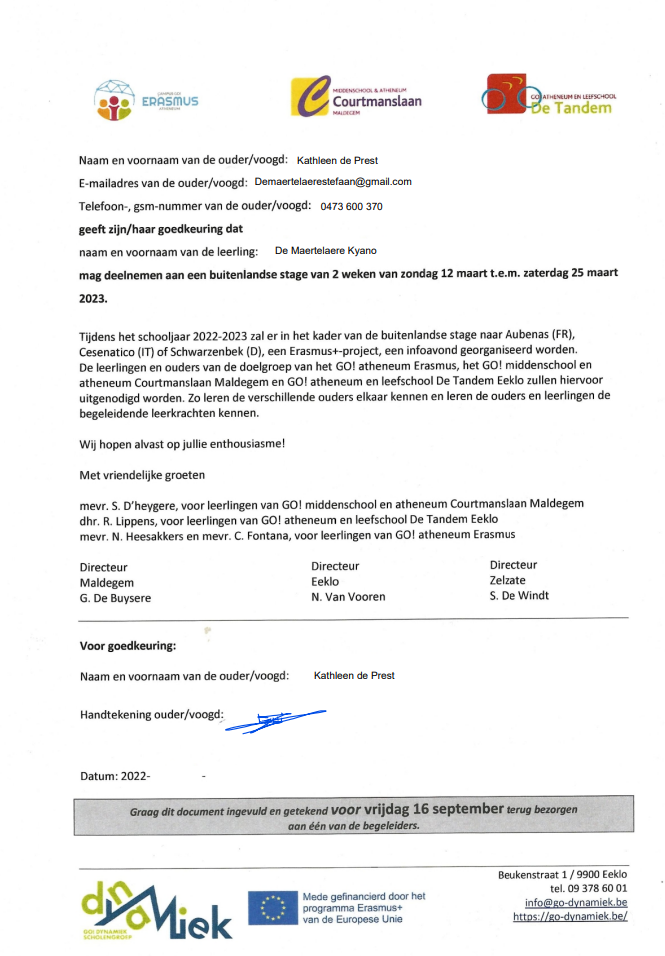 CAMPUS GO!
ERASMUS
ATHENEUM
MIDDENSCHOOL & ATHENEUM
Courtmanslaan
MALDEGEM
GO! ATHENEUM EN LEEFSCHOOL
De Tandem
Naam en voornaam van de ouder/voogd: Kathleen de Prest
E-mailadres van de ouder/voogd: Demaertelaerestefaan@gmail.com
Telefoon-, gsm-nummer van de ouder/voogd: 0473 600 370
geeft zijn/haar goedkeuring dat
naam en voornaam van de leerling: De Maertelaere Kyano
mag deelnemen aan een buitenlandse stage van 2 weken van zondag 12 maart t.e.m. zaterdag 25 maart
2023.
Tijdens het schooljaar 2022-2023 zal er in het kader van de buitenlandse stage naar Aubenas (FR),
Cesenatico (IT) of Schwarzenbek (D), een Erasmus+-project, een infoavond georganiseerd worden.
De leerlingen en ouders van de doelgroep van het GO! atheneum Erasmus, het GO! middenschool en
atheneum Courtmanslaan Maldegem en GO! atheneum en leefschool De Tandem Eeklo zullen hiervoor
uitgenodigd worden. Zo leren de verschillende ouders elkaar kennen en leren de ouders en leerlingen de
begeleidende leerkrachten kennen.
Wij hopen alvast op jullie enthousiasme!
Met vriendelijke groeten
mevr. S. D'heygere, voor leerlingen van GO! middenschool en atheneum Courtmanslaan Maldegem
dhr. R. Lippens, voor leerlingen van GO! atheneum en leefschool De Tandem Eeklo
mevr. N. Heesakkers en mevr. C. Fontana, voor leerlingen van GO! atheneum Erasmus
Directeur Directeur Directeur
Maldegem Eeklo Zelzate
G. De Buysere N. Van Vooren S. De Windt
Voor goedkeuring:
Naam en voornaam van de ouder/voogd: Kathleen de Prest
Handtekening ouder/voogd:
Datum: 2022- -
Graag dit document ingevuld en getekend voor vrijdag 16 september terug bezorgen
aan één van de begeleiders.
dynamiek
GO! DYNAMIEK
SCHOLENGROEP
Mede gefinancierd door het
programma Erasmus+
van de Europese Unie
Beukenstraat 1 / 9900 Eeklo
tel. 09 378 60 01
info@go-dynamiek.be
https://go-dynamiek.be/